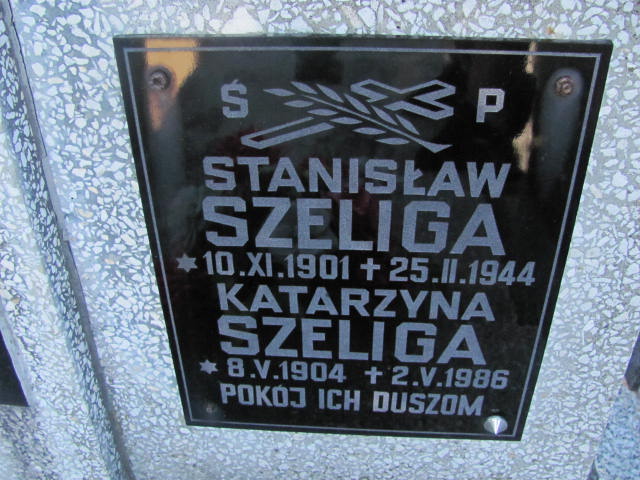 Ś P
STANISŁAW
SZELIGA
* 10.XI.1901 + 25.II.1944
KATARZYNA
SZELIGA
* 8.V.1904 + 2.V.1986
POKÓJ ICH DUSZOM